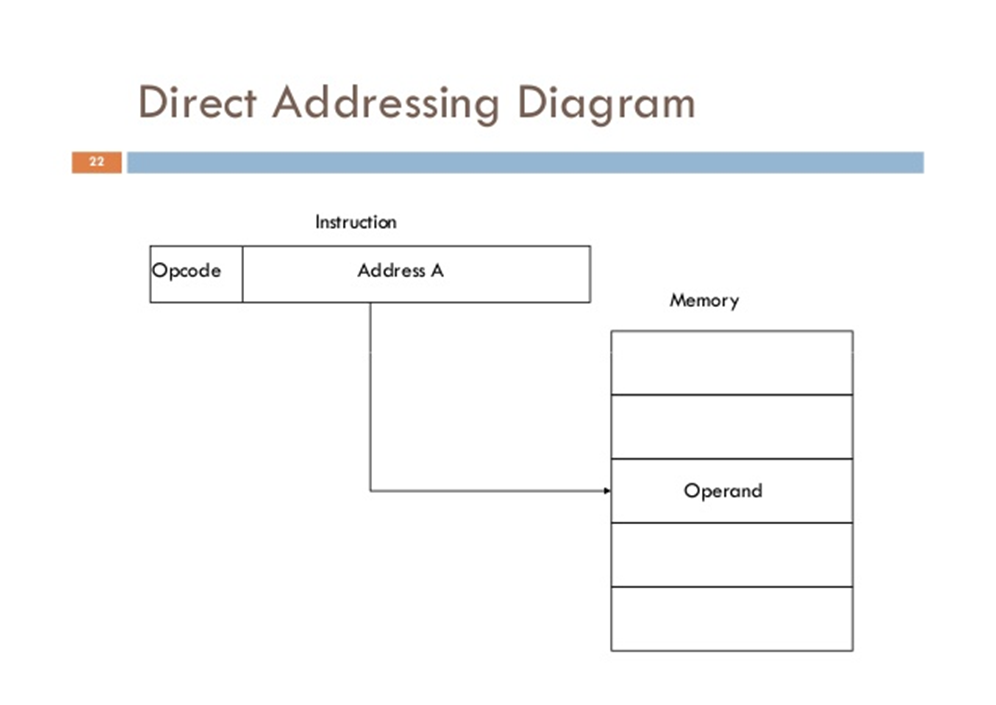 Direct Addressing Diagram
22
Instruction
Opcode
Address A
Memory
Operand